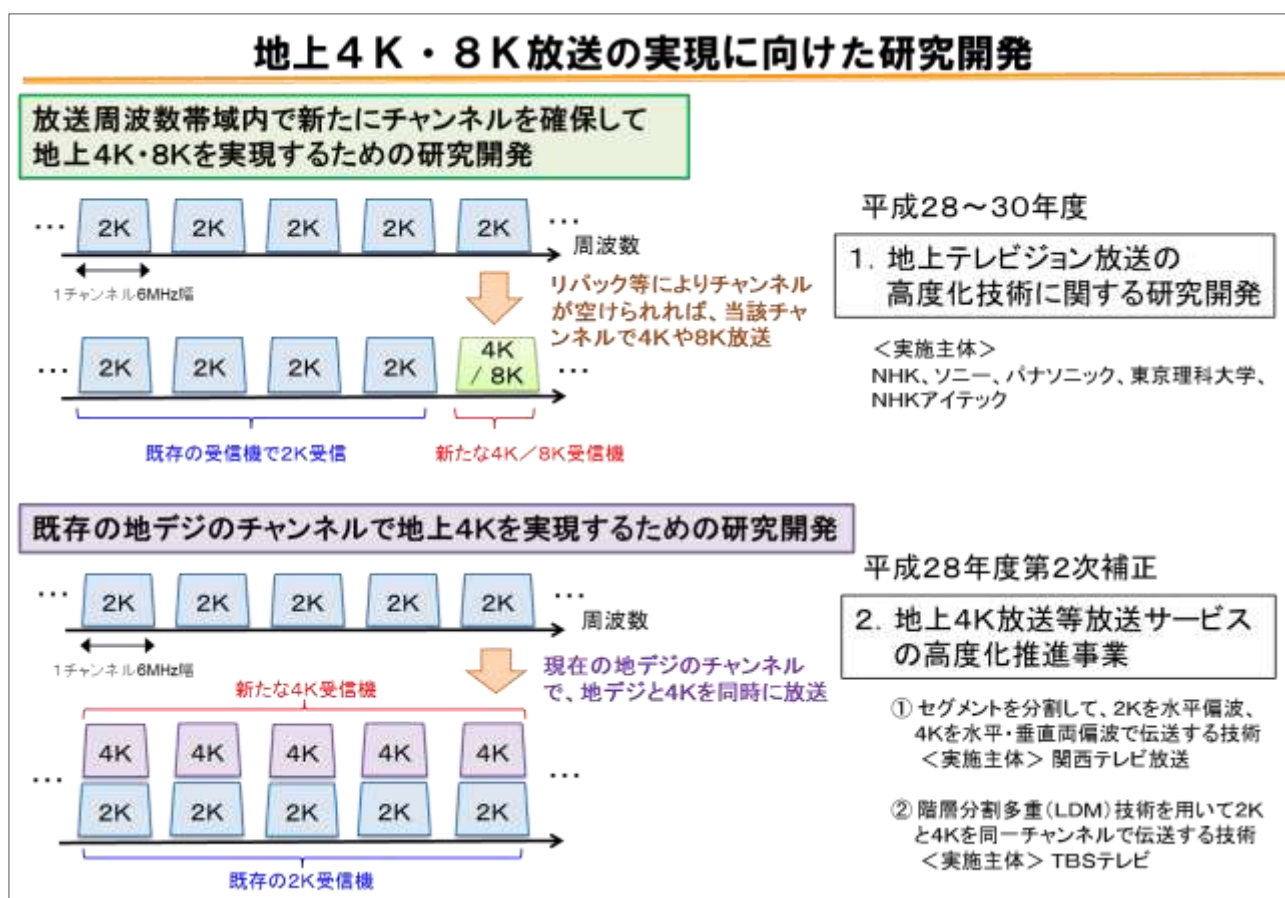 地上４Ｋ・８Ｋ放送の実現に向けた研究開発
放送周波数帯域内で新たにチャンネルを確保して
地上4K・8Kを実現するための研究開発
… 2K 2K 2K 2K 2K …
周波数
1チャンネル6MHz幅
リパック等によりチャンネル
が空けられれば、当該チャ
ンネルで4Kや8K放送
… 2K 2K 2K 2K 4K / 8K …
既存の受信機で2K受信
新たな4K／8K受信機
平成28～30年度
1. 地上テレビジョン放送の
高度化技術に関する研究開発
＜実施主体＞
NHK、ソニー、パナソニック、東京理科大学、
NHKアイテック
既存の地デジのチャンネルで地上4Kを実現するための研究開発
… 2K 2K 2K 2K 2K …
周波数
1チャンネル6MHz幅
現在の地デジのチャンネル
で、地デジと4Kを同時に放送
新たな4K受信機
4K 4K 4K 4K 4K
… …
2K 2K 2K 2K 2K
既存の2K受信機
平成28年度第2次補正
2. 地上4K放送等放送サービス
の高度化推進事業
① セグメントを分割して、2Kを水平偏波、
4Kを水平・垂直両偏波で伝送する技術
＜実施主体＞ 関西テレビ放送
② 階層分割多重(LDM)技術を用いて2K
と4Kを同一チャンネルで伝送する技術
＜実施主体＞ TBSテレビ